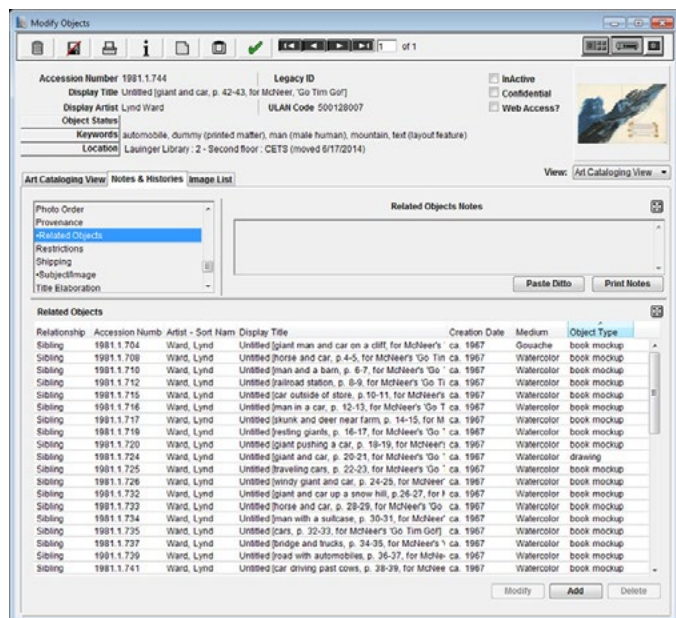 Modify Objects
1 of 1
Accession Number 1981.1.744 Legacy ID
InActive
Display Title Untitled [giant and car, p. 42-43, for McNeer, 'Go Tim Go!']
Confidential
Display Artist Lynd Ward ULAN Code 500128007
Web Access?
Object Status
Keywords automobile, dummy (printed matter), man (male human), mountain, text (layout feature)
Location Lauinger Library : 2 - Second floor : CETS (moved 6/17/2014)
View: Art Cataloging View
Art Cataloging View Notes & Histories Image List
Photo Order
Provenance
•Related Objects
Restrictions
Shipping
•Subject/Image
Title Elaboration
Related Objects Notes
Paste Ditto Print Notes
Related Objects
Relationship Accession Numb Artist - Sort Nam Display Title Creation Date Medium Object Type
Sibling 1981.1.704 Ward, Lynd Untitled [giant man and car on a cliff, for McNeer's ' ca. 1967 Gouache book mockup
Sibling 1981.1.708 Ward, Lynd Untitled [horse and car, p.4-5, for McNeer's 'Go Tim ca. 1967 Watercolor book mockup
Sibling 1981.1.710 Ward, Lynd Untitled [man and a barn, p. 6-7, for McNeer's 'Go ' ca. 1967 Watercolor book mockup
Sibling 1981.1.712 Ward, Lynd Untitled [railroad station, p. 8-9, for McNeer's 'Go Ti ca. 1967 Watercolor book mockup
Sibling 1981.1.715 Ward, Lynd Untitled [car outside of store, p.10-11, for McNeer's ca. 1967 Watercolor book mockup
Sibling 1981.1.716 Ward, Lynd Untitled [man in a car, p. 12-13, for McNeer's 'Go T ca. 1967 Watercolor book mockup
Sibling 1981.1.717 Ward, Lynd Untitled [skunk and deer near farm, p. 14-15, for M ca. 1967 Watercolor book mockup
Sibling 1981.1.719 Ward, Lynd Untitled [resting giants, p. 16-17, for McNeer's 'Go ' ca. 1967 Watercolor book mockup
Sibling 1981.1.720 Ward, Lynd Untitled [giant pushing a car, p. 18-19, for McNeer's ca. 1967 Watercolor book mockup
Sibling 1981.1.724 Ward, Lynd Untitled [giant and car, p. 20-21, for McNeer's 'Go ' ca. 1967 Watercolor drawing
Sibling 1981.1.725 Ward, Lynd Untitled [traveling cars, p. 22-23, for McNeer's 'Go ' ca. 1967 Watercolor book mockup
Sibling 1981.1.726 Ward, Lynd Untitled [windy giant and car, p. 24-25, for McNeer' ca. 1967 Watercolor book mockup
Sibling 1981.1.732 Ward, Lynd Untitled [giant and car up a snow hill, p.26-27, for ca. 1967 Watercolor book mockup
Sibling 1981.1.733 Ward, Lynd Untitled [horse and car, p. 28-29, for McNeer's 'Go ca. 1967 Watercolor book mockup
Sibling 1981.1.734 Ward, Lynd Untitled [man with a suitcase, p. 30-31, for McNeer' ca. 1967 Watercolor book mockup
Sibling 1981.1.735 Ward, Lynd Untitled [cars, p. 32-33, for McNeer's 'Go Tim Go!'] ca. 1967 Watercolor book mockup
Sibling 1981.1.737 Ward, Lynd Untitled [bridge and trucks, p. 34-35, for McNeer's ca. 1967 Watercolor book mockup
Sibling 1981.1.739 Ward, Lynd Untitled [road with automobiles, p. 36-37, for McNe ca. 1967 Watercolor book mockup
Sibling 1981.1.741 Ward, Lynd Untitled [car driving past cows, p. 38-39, for McNee ca. 1967 Watercolor book mockup
Modify Add Delete